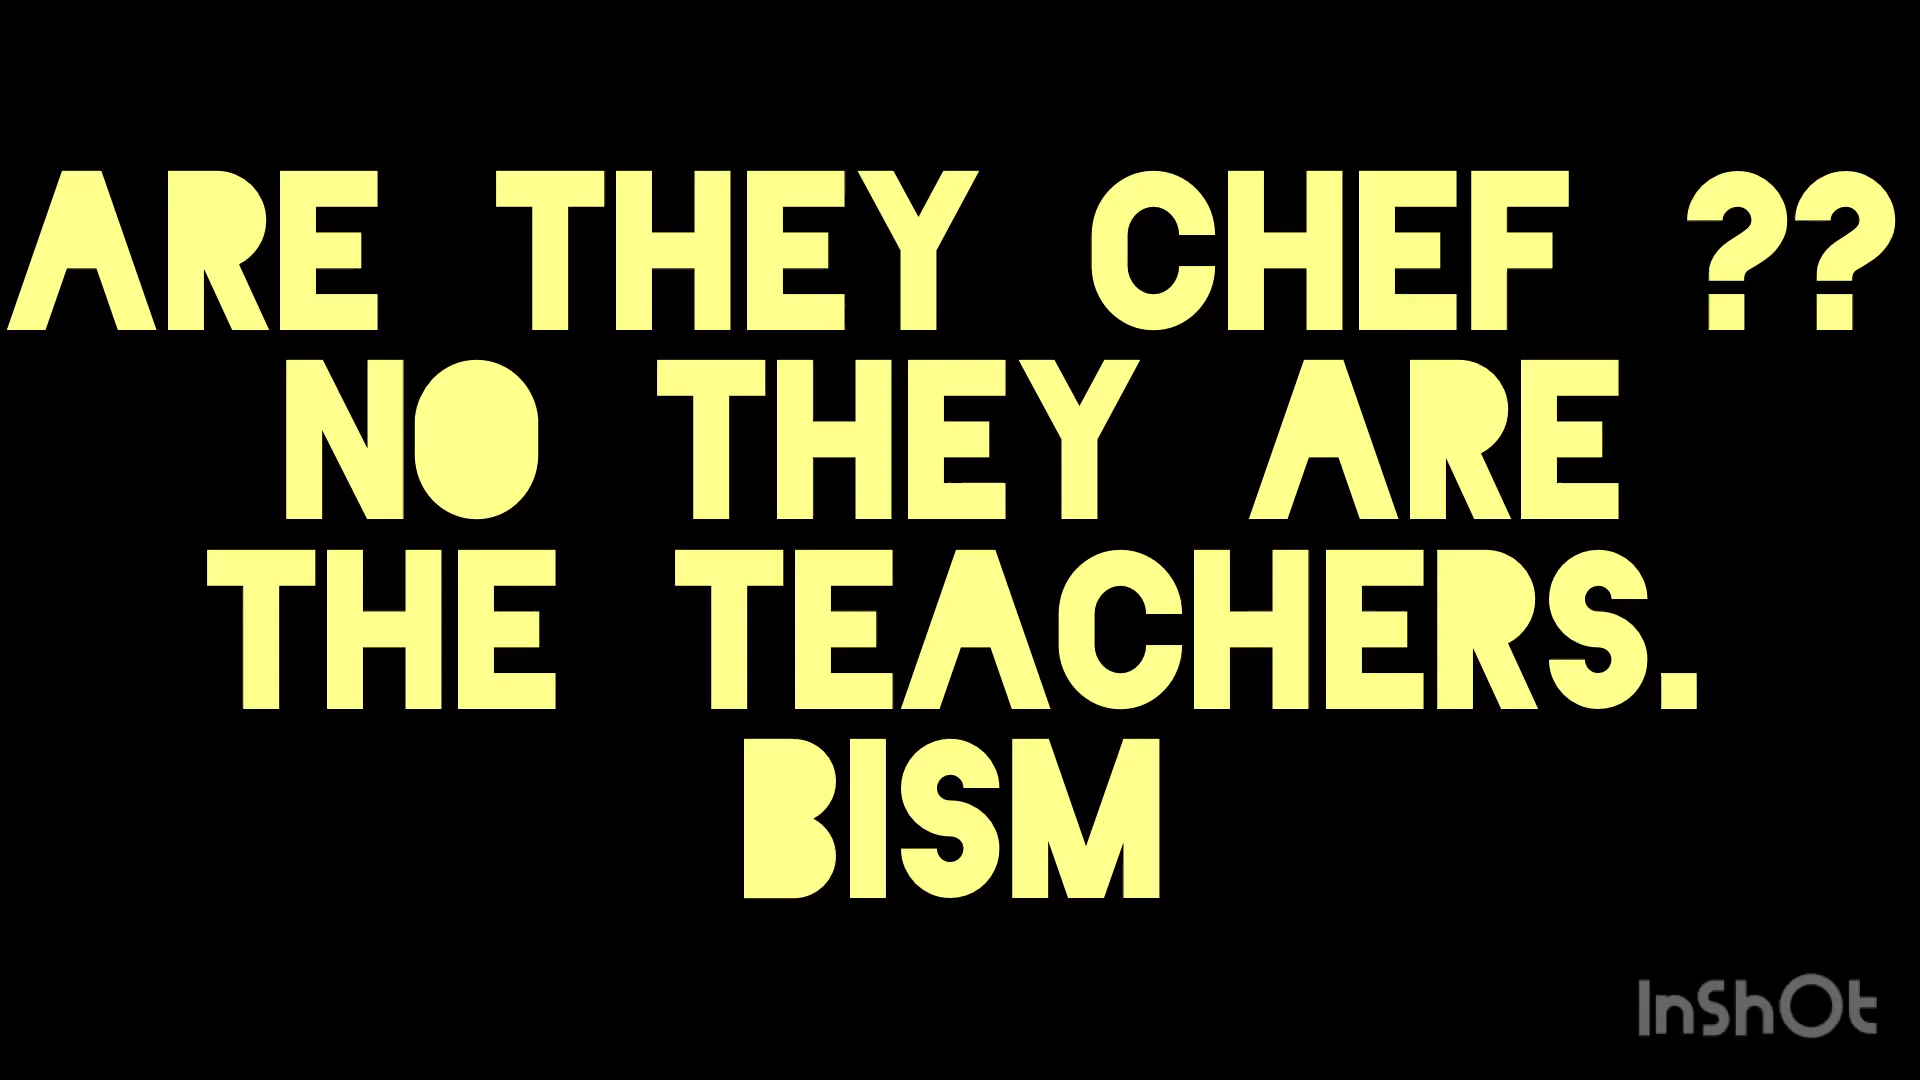 ARE THEY CHEF ??
NO THEY ARE
THE TEACHERS.
BISM
InShOt